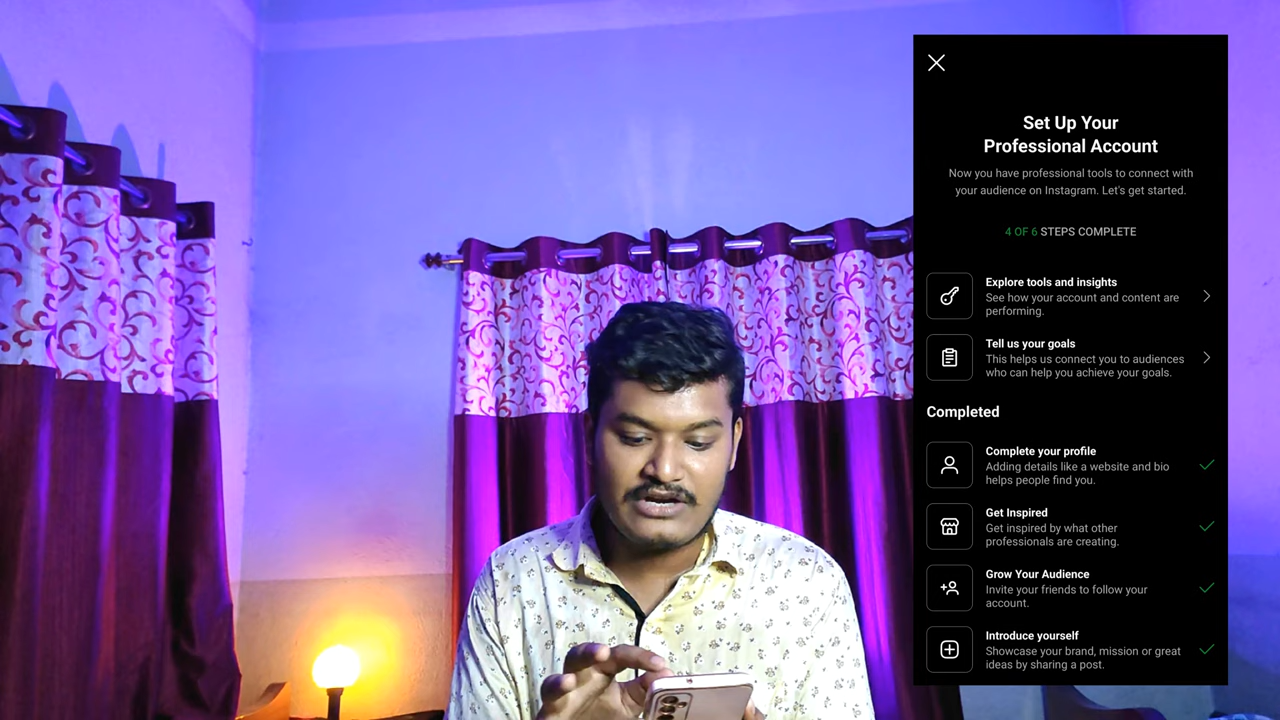 Set Up Your
Professional Account
Now you have professional tools to connect with
your audience on Instagram. Let's get started.
4 OF 6 STEPS COMPLETE
Explore tools and insights
See how your account and content are
performing.
Tell us your goals
This helps us connect you to audiences
who can help you achieve your goals.
Completed
Complete your profile
Adding details like a website and bio
helps people find you.
Get Inspired
Get inspired by what other
professionals are creating.
Grow Your Audience
Invite your friends to follow your
account.
Introduce yourself
Showcase your brand, mission or great
ideas by sharing a post.